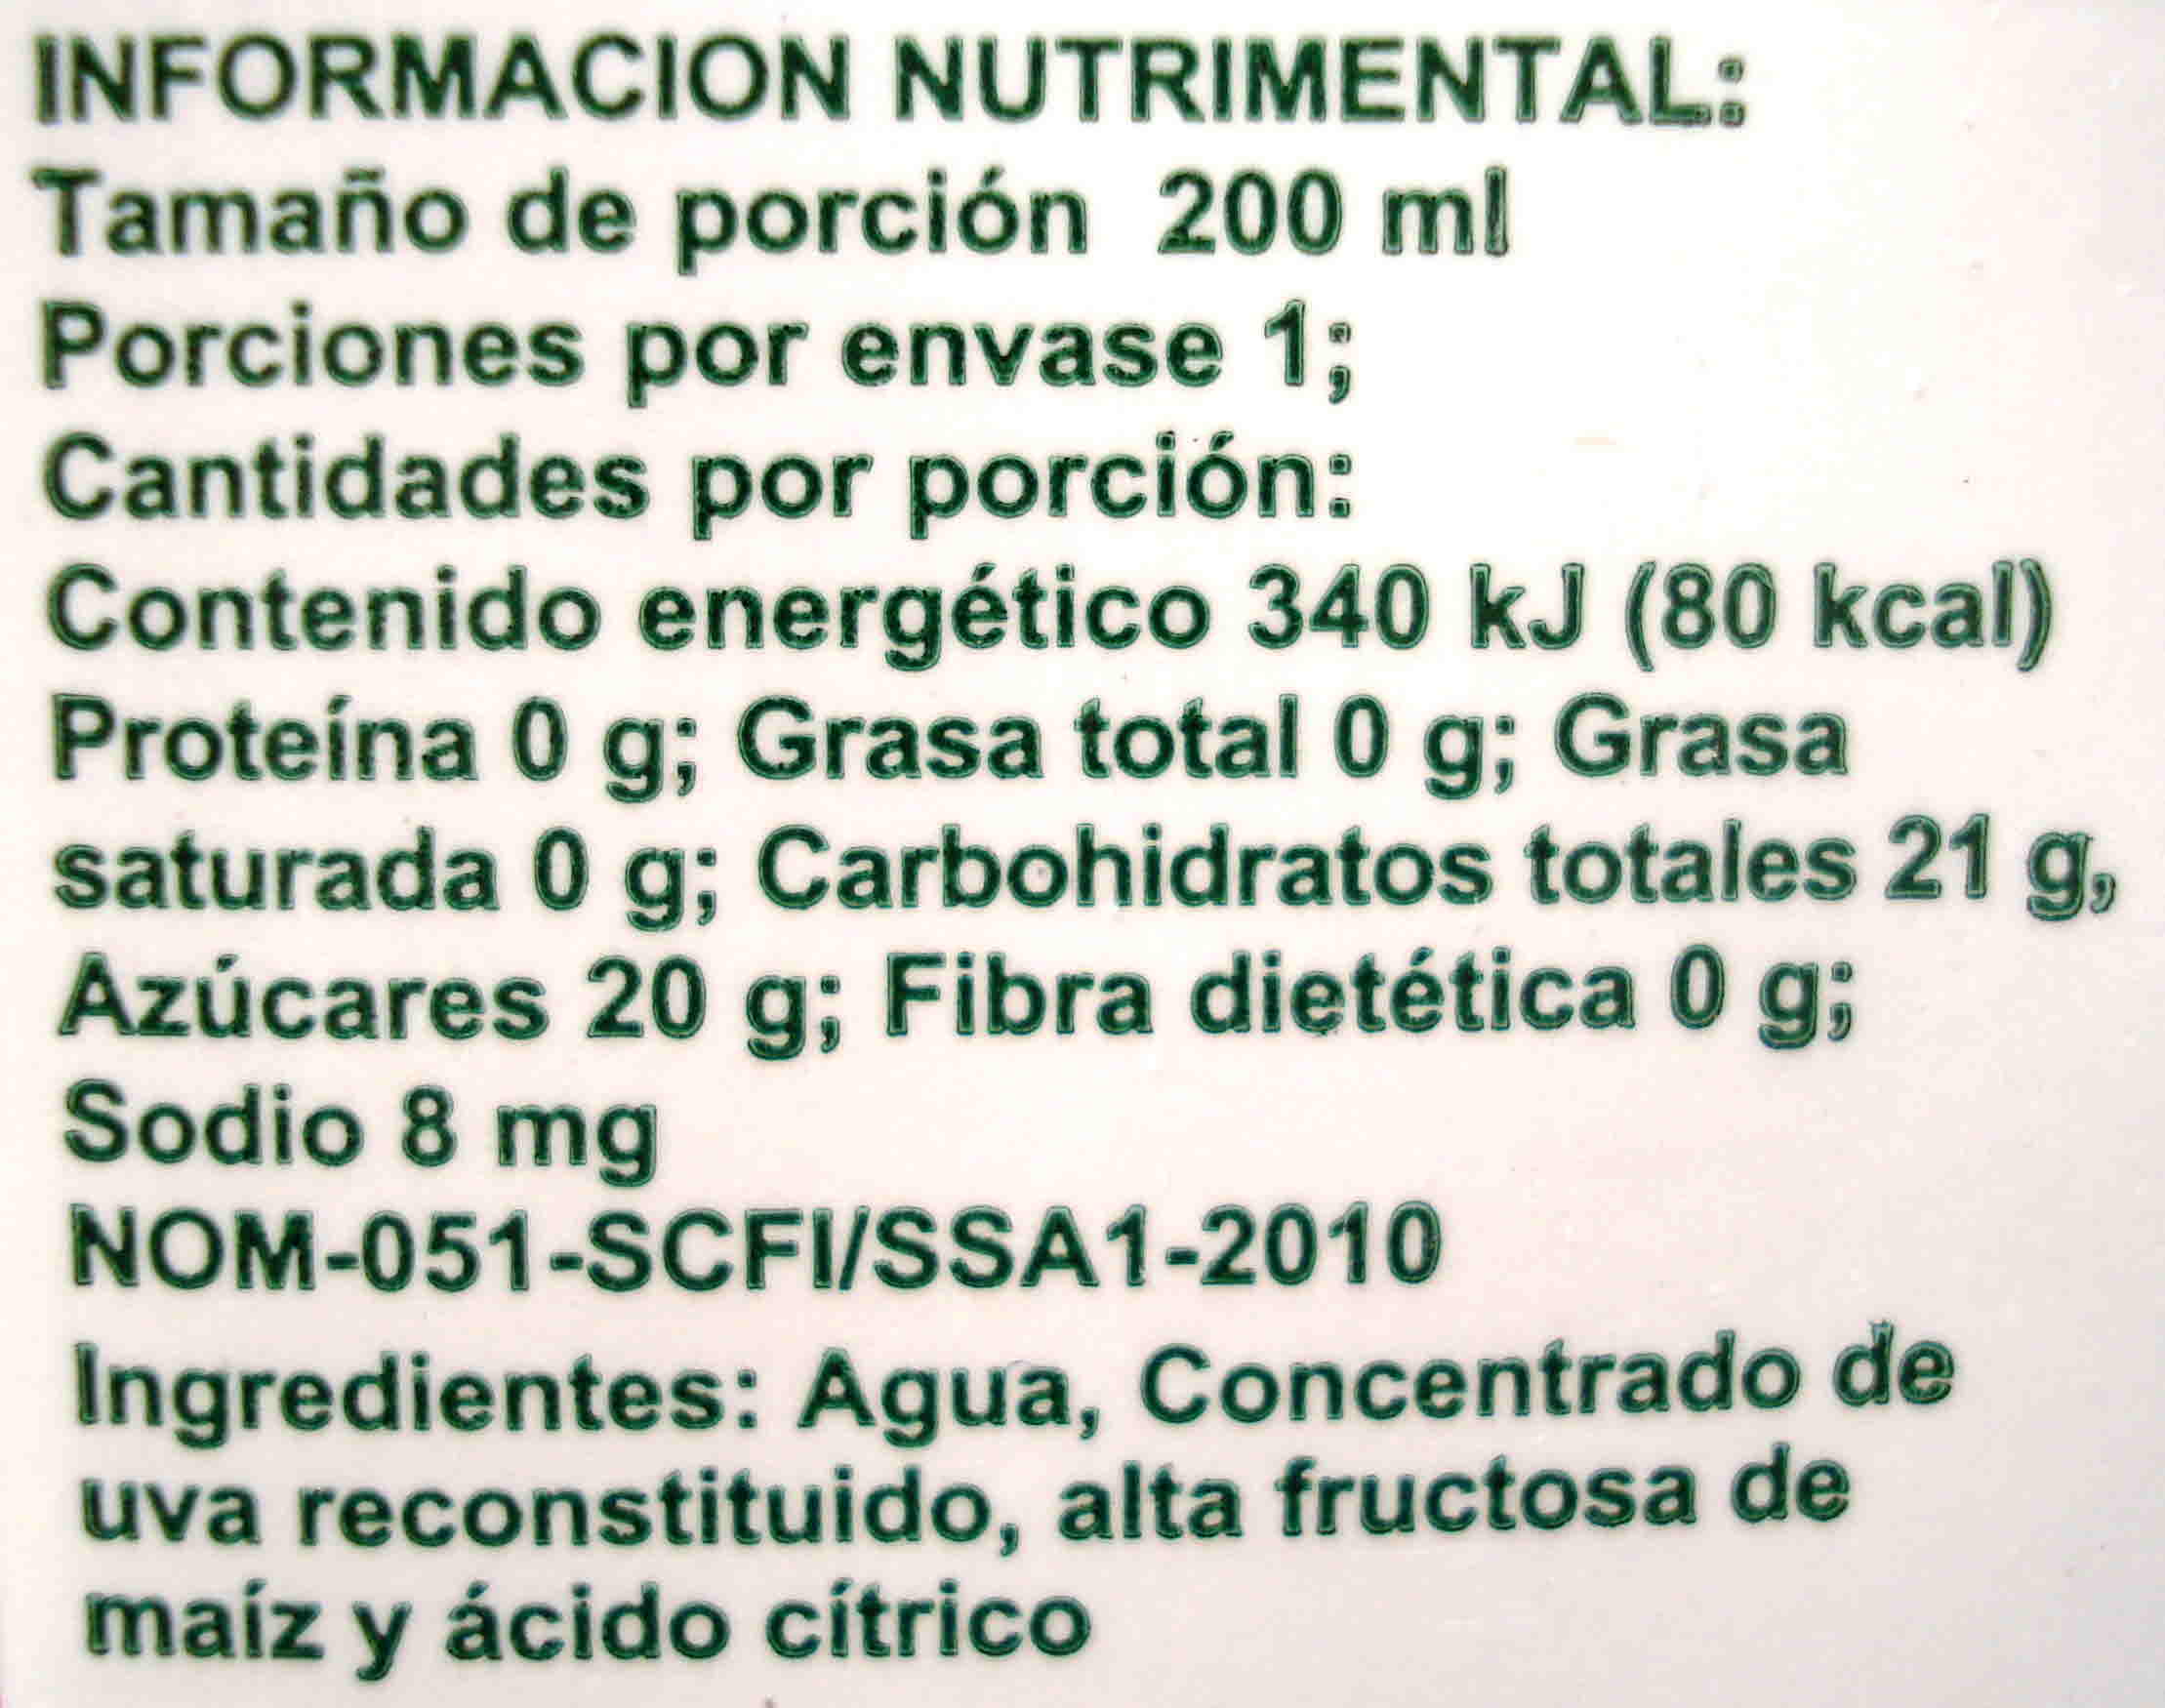 INFORMACION NUTRIMENTAL:
Tamaño de porción 200 ml
Porciones por envase 1;
Cantidades por porción:
Contenido energético 340 kJ (80 kcal)
Proteína 0 g; Grasa total 0 g; Grasa
saturada 0 g; Carbohidratos totales 21 g,
Azúcares 20 g; Fibra dietética 0 g;
Sodio 8 mg
NOM-051-SCFI/SSA1-2010
Ingredientes: Agua, Concentrado de
uva reconstituido, alta fructosa de
maíz y ácido cítrico